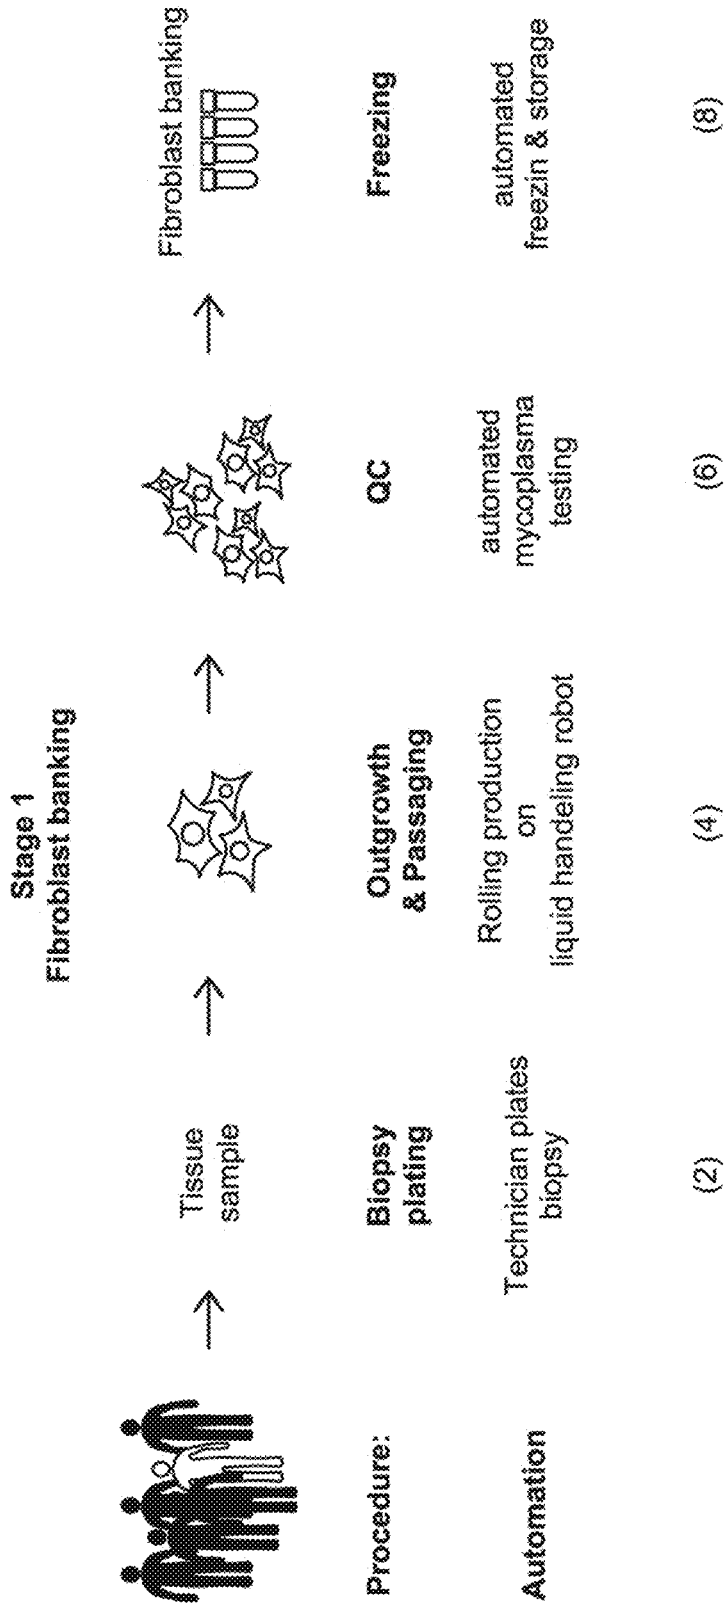 Stage 1
Fibroblast banking
Tissue
sample
Fibroblast banking
Procedure:
Biopsy
plating
Outgrowth
& Passaging
QC
Freezing
Automation
Technician plates
biopsy
Rolling production
on
liquid handeling robot
automated
mycoplasma
testing
automated
freezin & storage
(2)
(4)
(6)
(8)